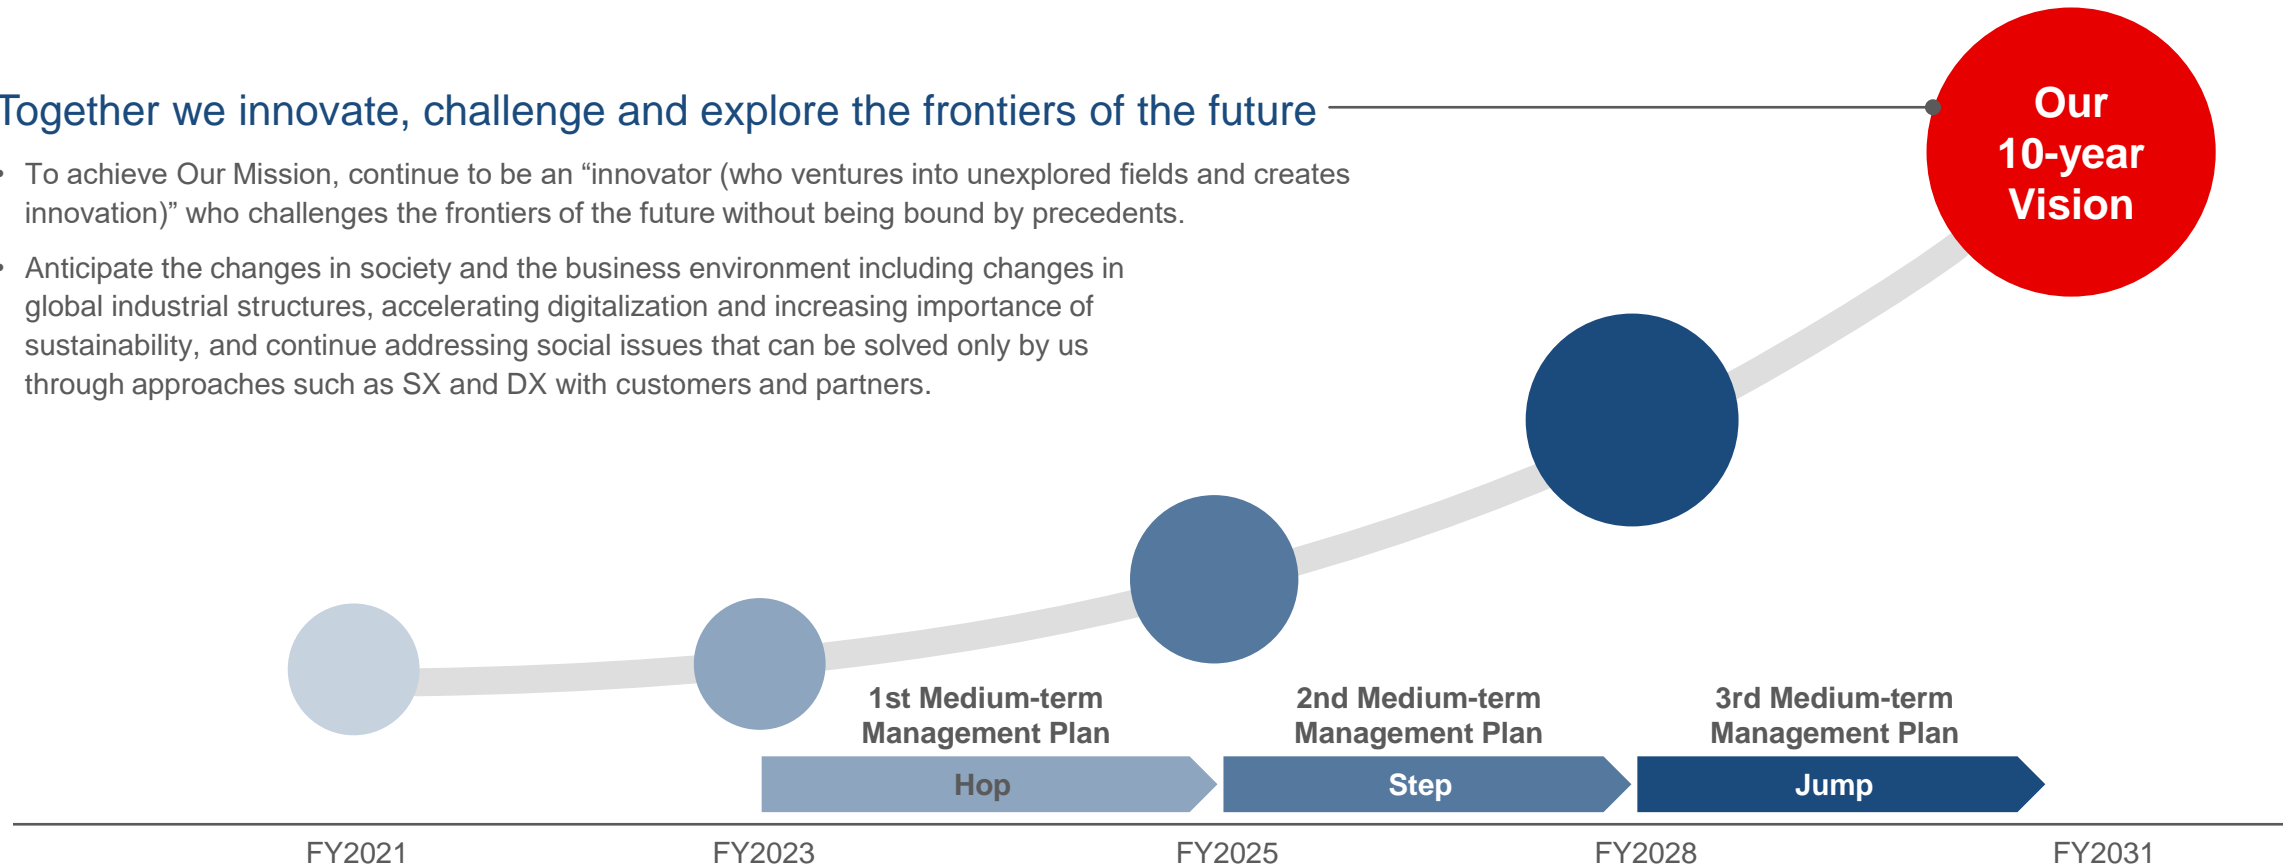 Together we innovate, challenge and explore the frontiers of the future
• To achieve Our Mission, continue to be an “innovator (who ventures into unexplored fields and creates
innovation)” who challenges the frontiers of the future without being bound by precedents.
• Anticipate the changes in society and the business environment including changes in
global industrial structures, accelerating digitalization and increasing importance of
sustainability, and continue addressing social issues that can be solved only by us
through approaches such as SX and DX with customers and partners.
Our
10-year
Vision
1st Medium-term
Management Plan
Hop
2nd Medium-term
Management Plan
Step
3rd Medium-term
Management Plan
Jump
FY2021
FY2023
FY2025
FY2028
FY2031